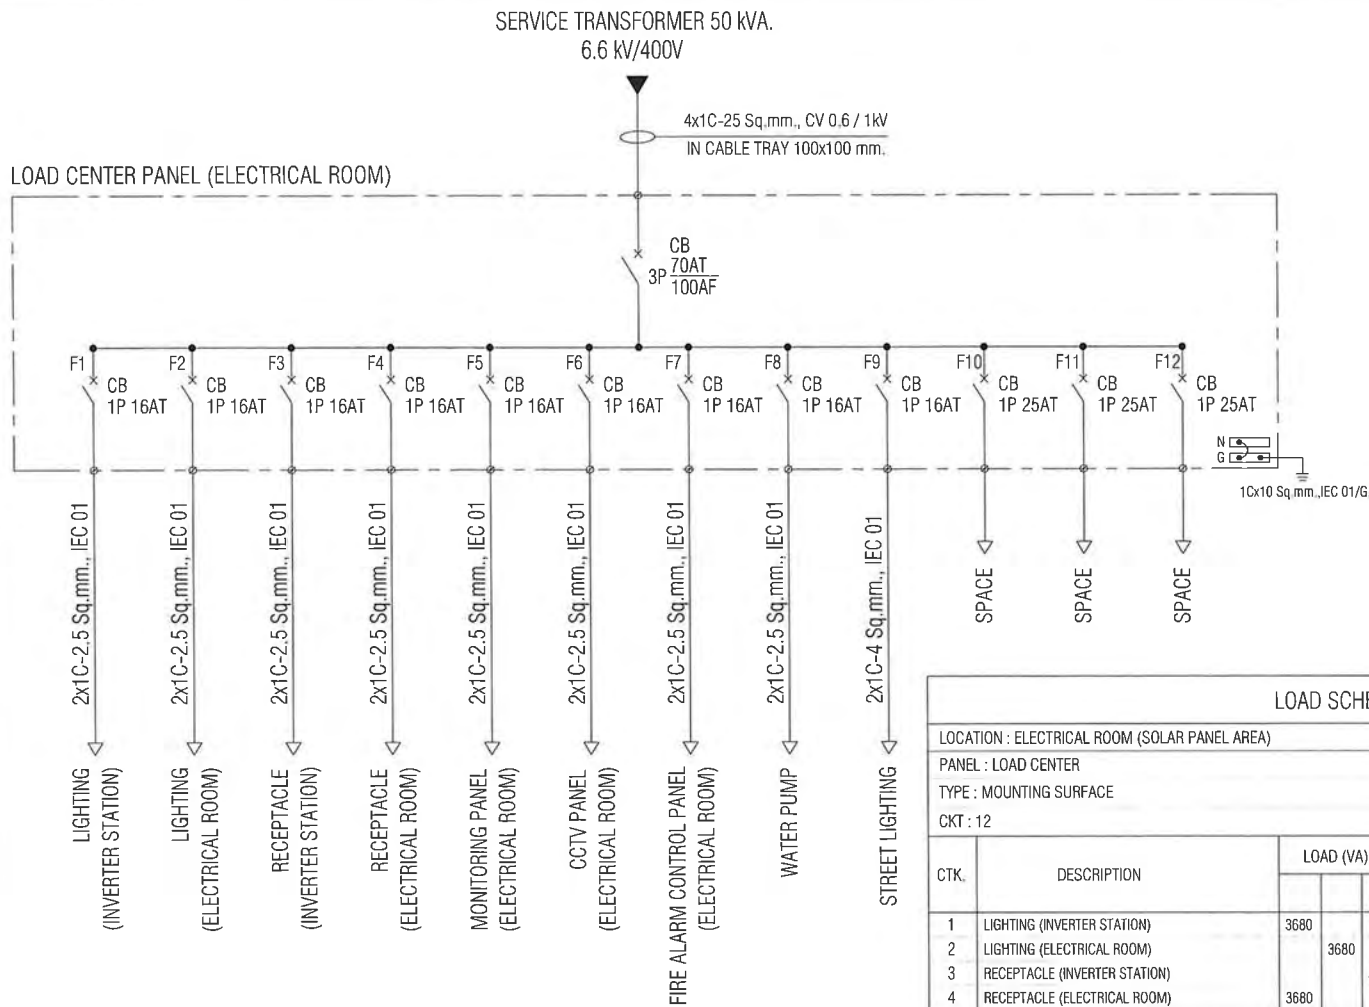 SERVICE TRANSFORMER 50 kVA.
6.6 kV/400V
4x1C-25 Sq.mm., CV 0.6 / 1kV
IN CABLE TRAY 100x100 mm.
LOAD CENTER PANEL (ELECTRICAL ROOM)
CB
3P 70AT
100AF
F1
CB
1P 16AT
F2
CB
1P 16AT
F3
CB
1P 16AT
F4
CB
1P 16AT
F5
CB
1P 16AT
F6
CB
1P 16AT
F7
CB
1P 16AT
F8
CB
1P 16AT
F9
CB
1P 16AT
F10
CB
1P 25AT
F11
CB
1P 25AT
F12
CB
1P 25AT
N
G
1Cx10 Sq.mm.,IEC 01/G
2x1C-2.5 Sq.mm., IEC 01
2x1C-2.5 Sq.mm., IEC 01
2x1C-2.5 Sq.mm., IEC 01
2x1C-2.5 Sq.mm., IEC 01
2x1C-2.5 Sq.mm., IEC 01
2x1C-2.5 Sq.mm., IEC 01
2x1C-2.5 Sq.mm., IEC 01
2x1C-2.5 Sq.mm., IEC 01
2x1C-4 Sq.mm., IEC 01
SPACE
SPACE
SPACE
LIGHTING
(INVERTER STATION)
LIGHTING
(ELECTRICAL ROOM)
RECEPTACLE
(INVERTER STATION)
RECEPTACLE
(ELECTRICAL ROOM)
MONITORING PANEL
(ELECTRICAL ROOM)
CCTV PANEL
(ELECTRICAL ROOM)
FIRE ALARM CONTROL PANEL
(ELECTRICAL ROOM)
WATER PUMP
STREET LIGHTING
LOAD SCHE
LOCATION : ELECTRICAL ROOM (SOLAR PANEL AREA)
PANEL : LOAD CENTER
TYPE : MOUNTING SURFACE
CKT : 12
CTK. DESCRIPTION LOAD (VA)
1 LIGHTING (INVERTER STATION) 3680
2 LIGHTING (ELECTRICAL ROOM) 3680
3 RECEPTACLE (INVERTER STATION)
4 RECEPTACLE (ELECTRICAL ROOM) 3680